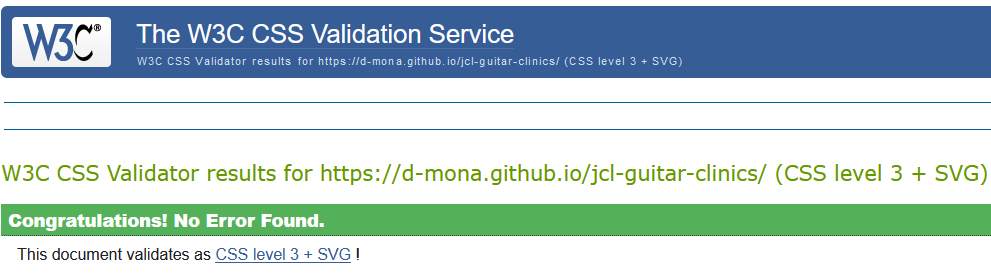 W3C®
The W3C CSS Validation Service
W3C CSS Validator results for https://d-mona.github.io/jcl-guitar-clinics/ (CSS level 3 + SVG)
W3C CSS Validator results for https://d-mona.github.io/jcl-guitar-clinics/ (CSS level 3 + SVG)
Congratulations! No Error Found.
This document validates as CSS level 3 + SVG !